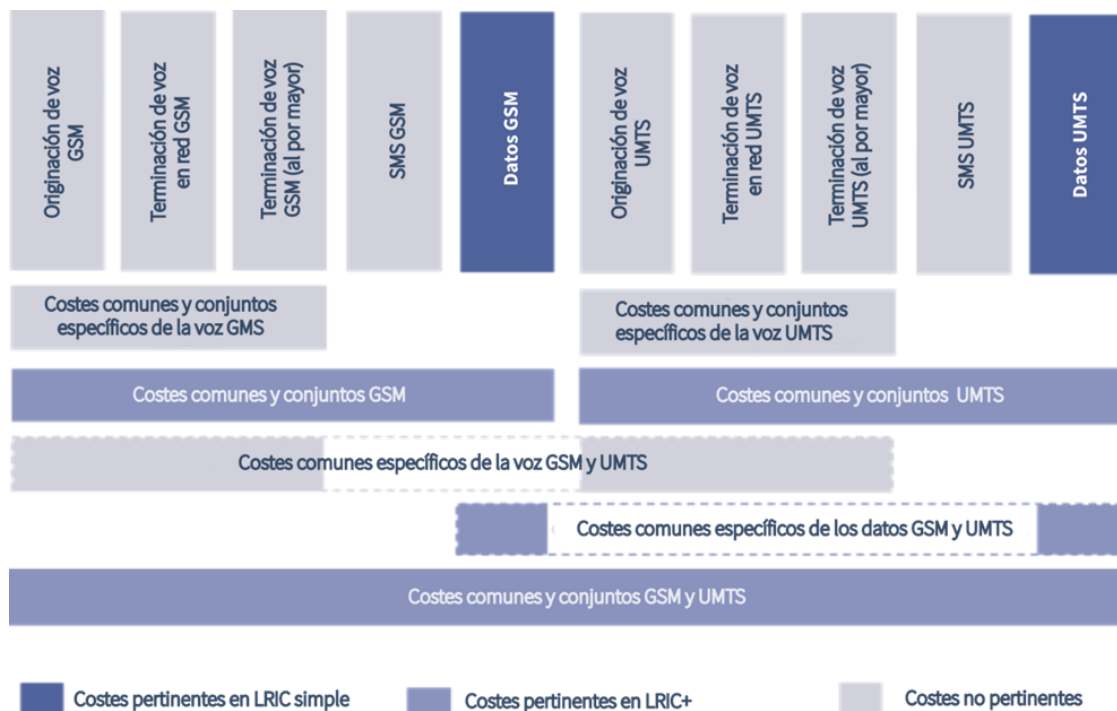 Originación de voz
GSM
Terminación de voz
en red GSM
Terminación de voz
GSM (al por mayor)
SMS GSM
Datos GSM
Originación de voz
UMTS
Terminación de voz
en red UMTS
Terminación de voz
UMTS (al por mayor)
SMS UMTS
Datos UMTS
Costes comunes y conjuntos
específicos de la voz GMS
Costes comunes y conjuntos
específicos de la voz UMTS
Costes comunes y conjuntos GSM
Costes comunes y conjuntos UMTS
Costes comunes específicos de la voz GSM y UMTS
Costes comunes específicos de los datos GSM y UMTS
Costes comunes y conjuntos GSM y UMTS
Costes pertinentes en LRIC simple
Costes pertinentes en LRIC+
Costes no pertinentes